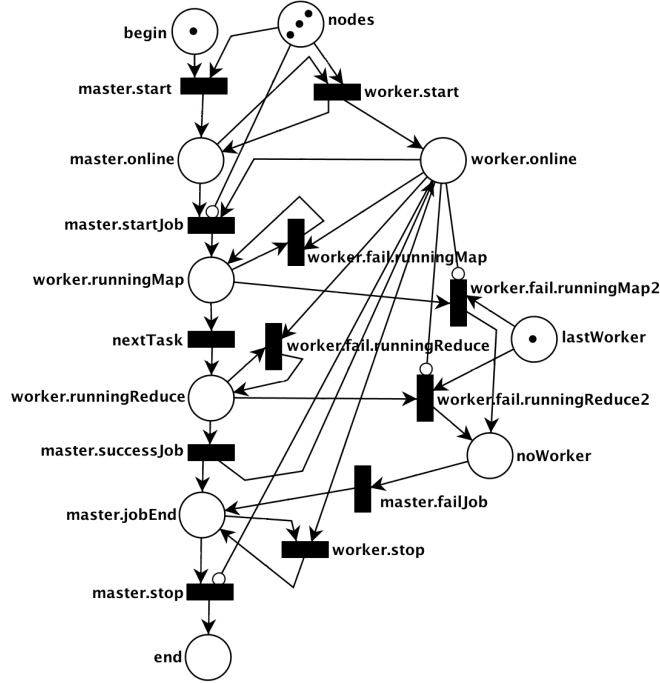 begin
nodes
master.start
worker.start
master.online
worker.online
master.startJob
worker.fail.runningMap
worker.runningMap
worker.fail.runningMap2
nextTask
worker.fail.runningReduce
lastWorker
worker.runningReduce
worker.fail.runningReduce2
master.successJob
noWorker
master.failJob
master.jobEnd
worker.stop
master.stop
end